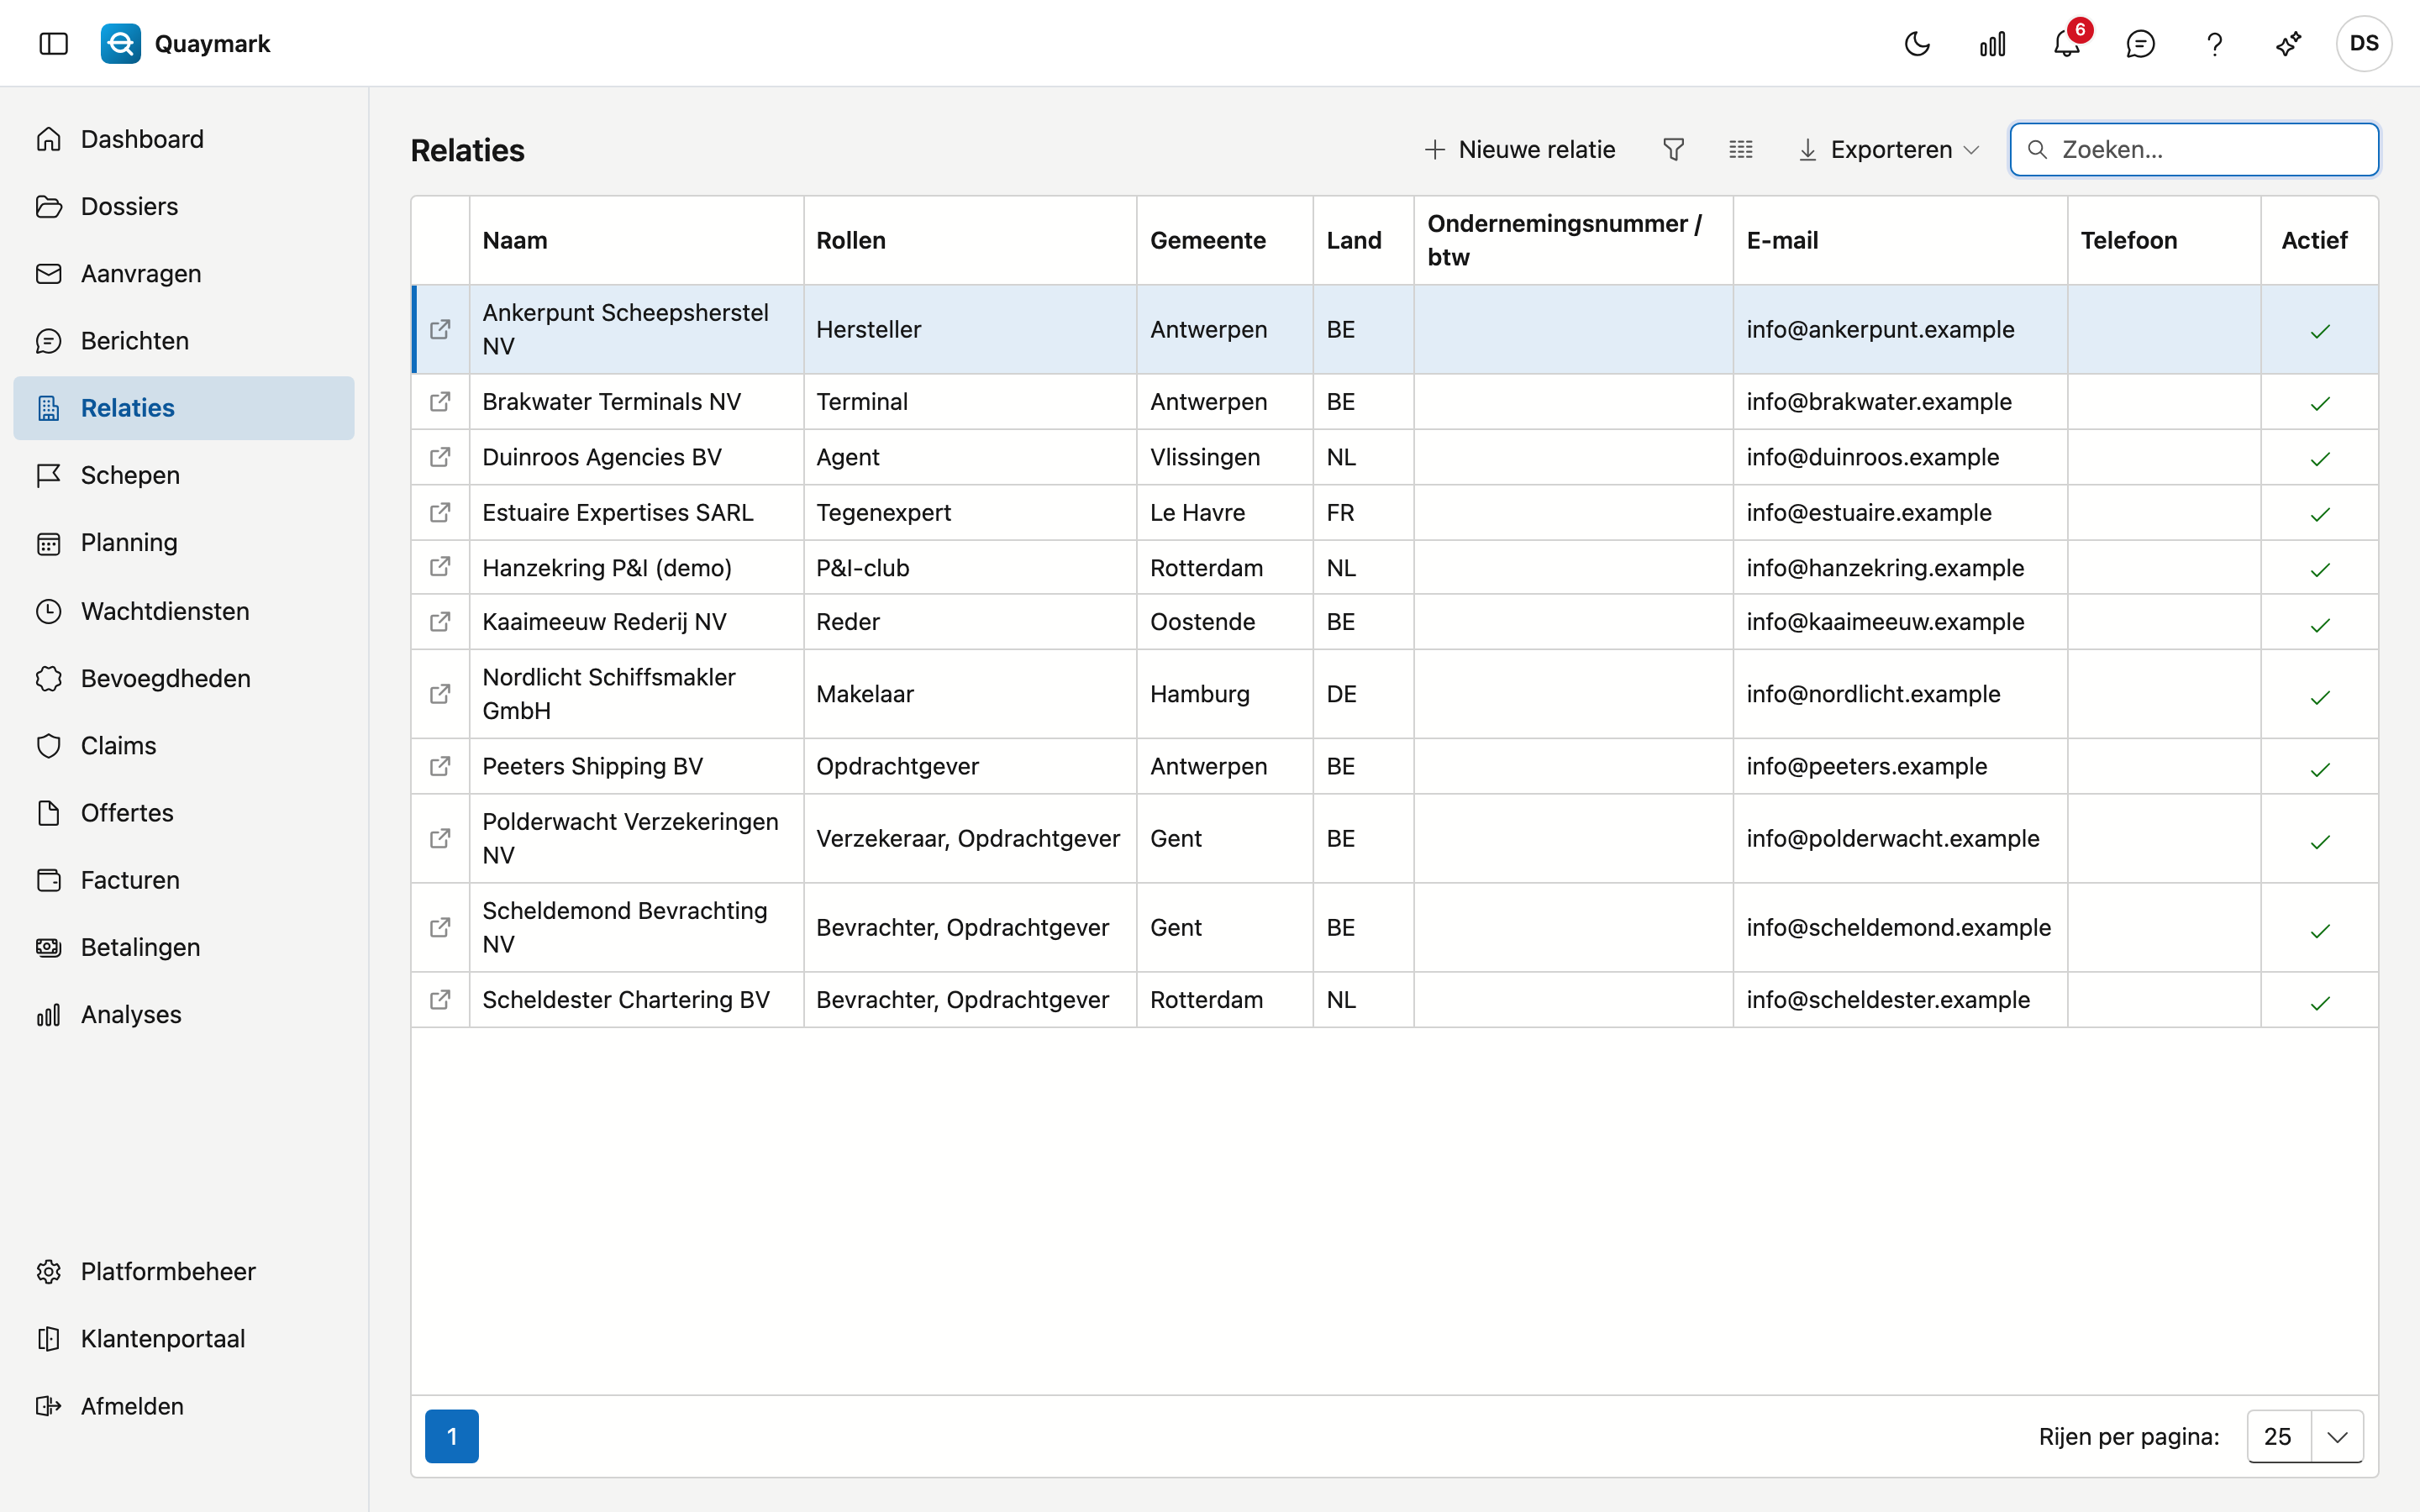 Quaymark
6
DS
Dashboard
Dossiers
Aanvragen
Berichten
Relaties
Schepen
Planning
Wachtdiensten
Bevoegdheden
Claims
Offertes
Facturen
Betalingen
Analyses
Platformbeheer
Klantenportaal
Afmelden
Relaties
Nieuwe relatie
Exporteren
Zoeken...
Naam Rollen Gemeente Land Ondernemingsnummer / btw E-mail Telefoon Actief
Ankerpunt Scheepsherstel NV Hersteller Antwerpen BE info@ankerpunt.example
Brakwater Terminals NV Terminal Antwerpen BE info@brakwater.example
Duinroos Agencies BV Agent Vlissingen NL info@duinroos.example
Estuaire Expertises SARL Tegenexpert Le Havre FR info@estuaire.example
Hanzekring P&I (demo) P&I-club Rotterdam NL info@hanzekring.example
Kaaimeeuw Rederij NV Reder Oostende BE info@kaaimeeuw.example
Nordlicht Schiffsmakler GmbH Makelaar Hamburg DE info@nordlicht.example
Peeters Shipping BV Opdrachtgever Antwerpen BE info@peeters.example
Polderwacht Verzekeringen NV Verzekeraar, Opdrachtgever Gent BE info@polderwacht.example
Scheldemond Bevrachting NV Bevrachter, Opdrachtgever Gent BE info@scheldemond.example
Scheldester Chartering BV Bevrachter, Opdrachtgever Rotterdam NL info@scheldester.example
1
Rijen per pagina: 25